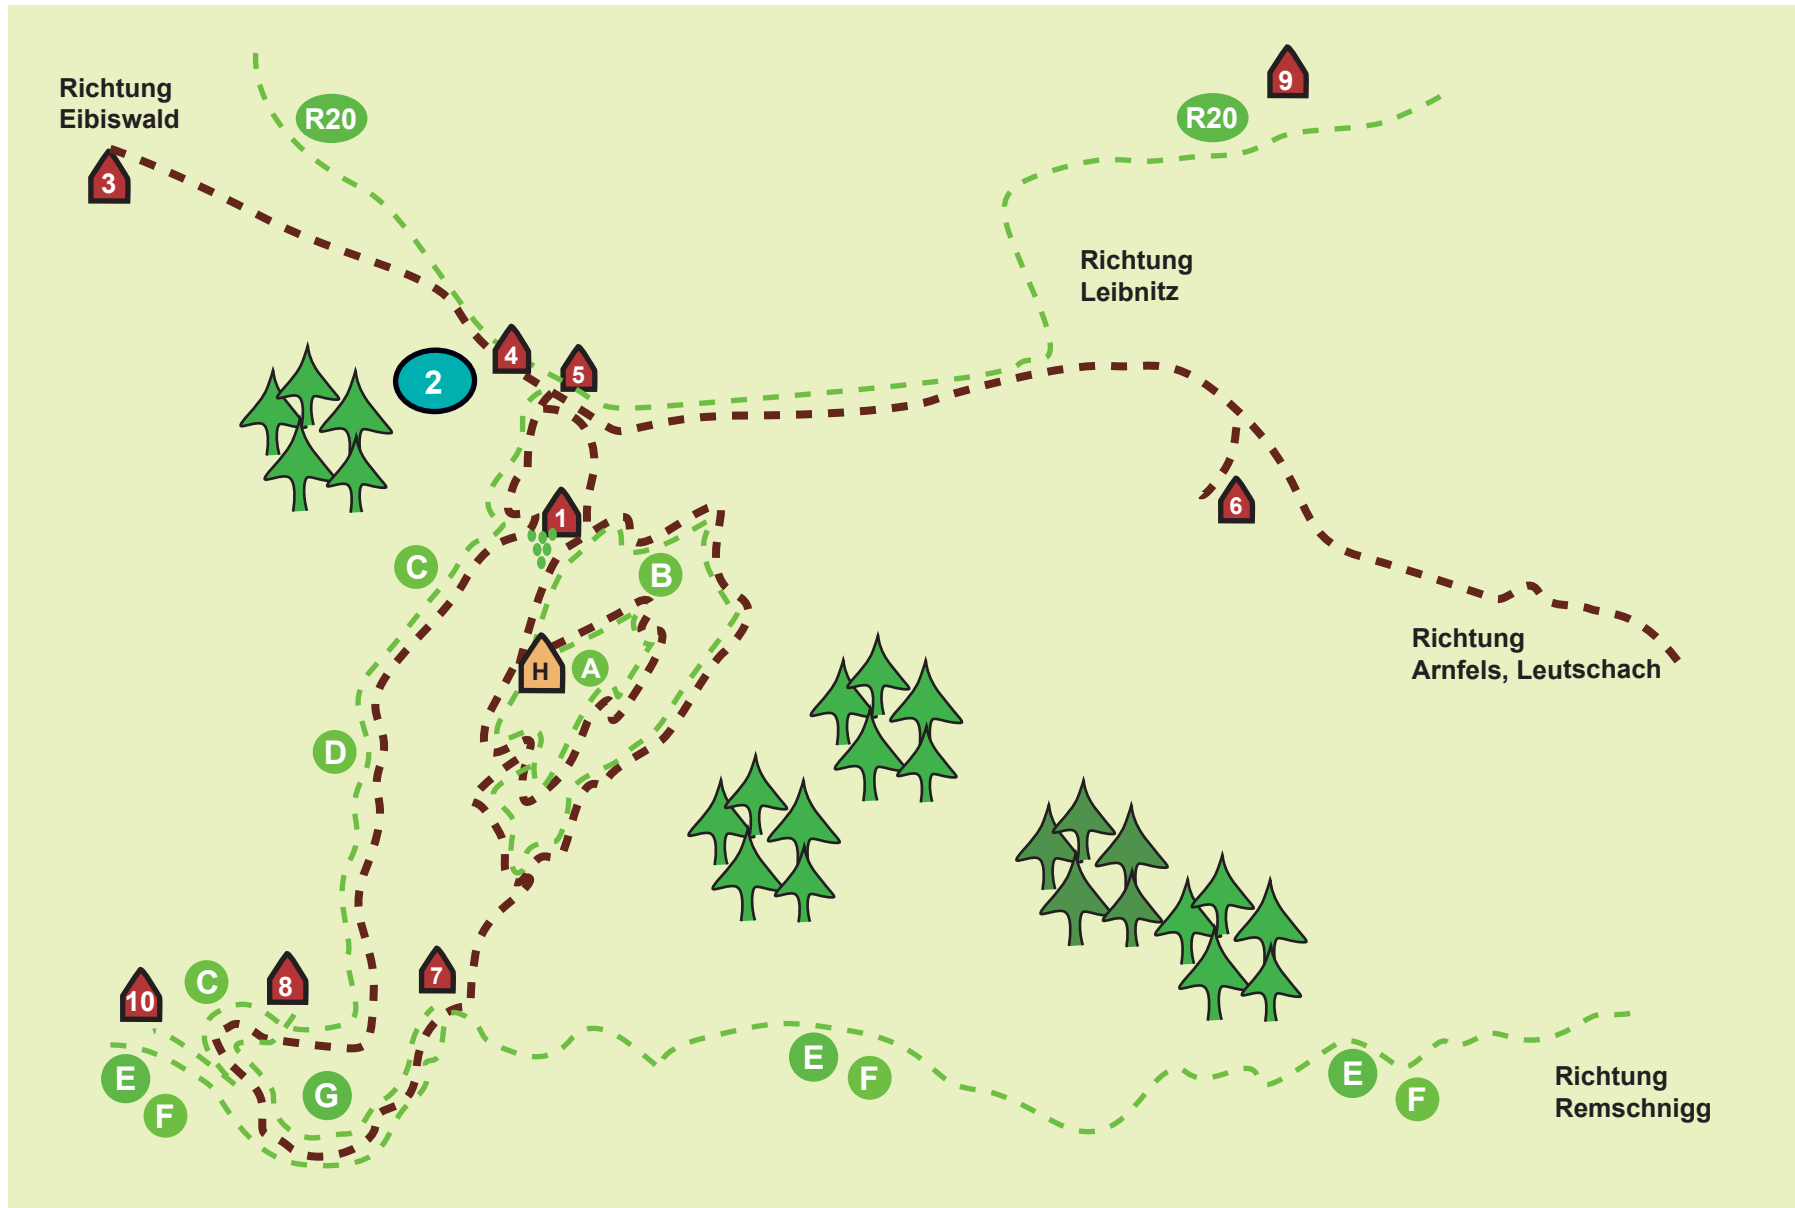 Richtung
Eibiswald
R20
R20
9
3
Richtung
Leibnitz
4
5
2
6
1
C
B
H
A
Richtung
Arnfels, Leutschach
D
C
8
7
10
E
F
G
E
F
E
F
Richtung
Remschnigg